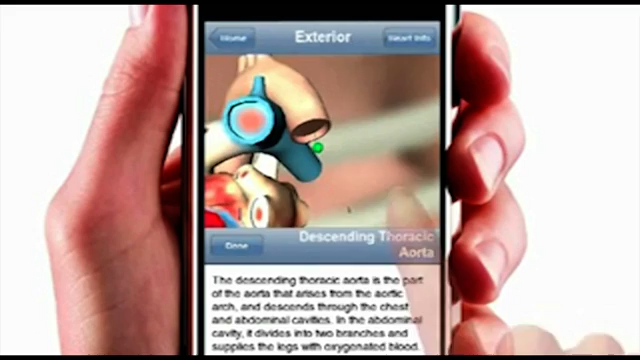 Home
Exterior
Heart Info
Done
Descending Thoracic
Aorta
The descending thoracic aorta is the part
of the aorta that arises from the aortic
arch, and descends through the chest
and abdominal cavities. In the abdominal
cavity, it divides into two branches and
supplies the legs with oxygenated blood.